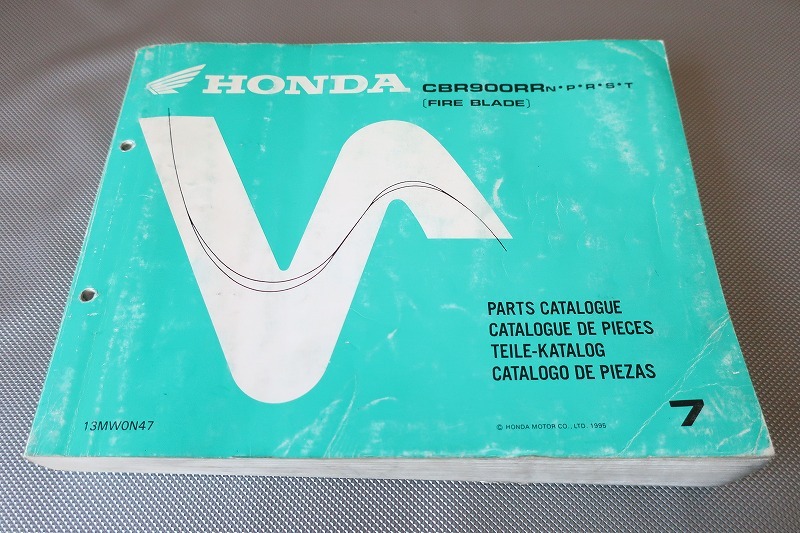 HONDA
CBR900RRN•P•R•S•T
(FIRE BLADE)
PARTS CATALOGUE
CATALOGUE DE PIECES
TEILE-KATALOG
CATALOGO DE PIEZAS
7
13MW0N47
© HONDA MOTOR CO., LTD. 1995